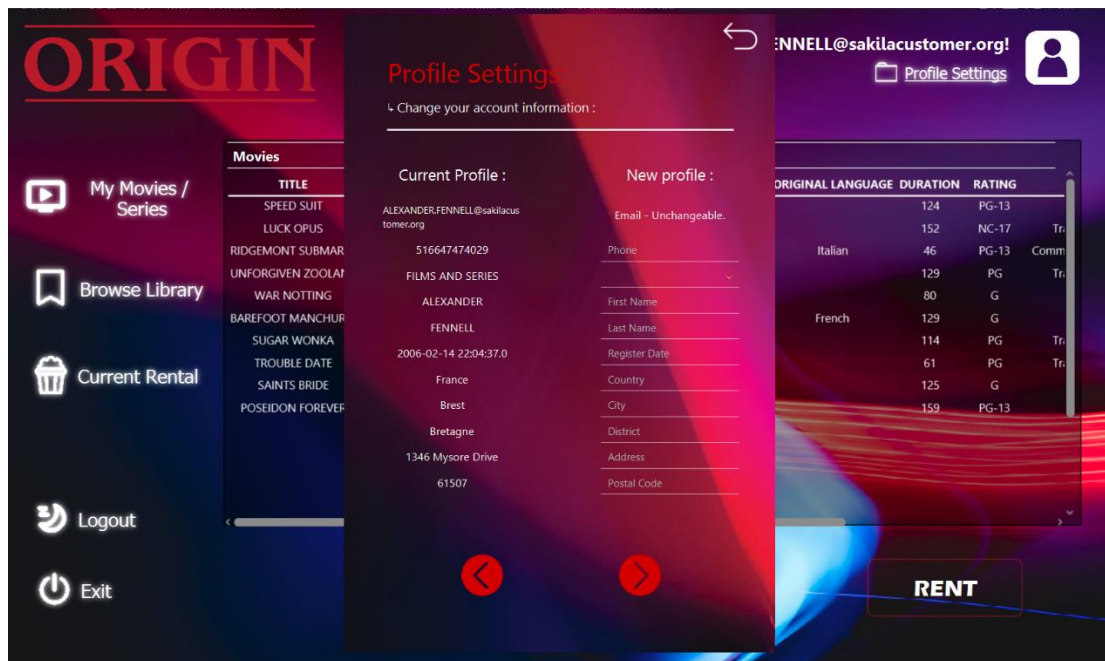 ORIGIN
ENNELL@sakilacustomer.org!
Profile Settings
Profile Settings
↳ Change your account information :
My Movies /
Series
Browse Library
Current Rental
Logout
Exit
Movies
TITLE
SPEED SUIT
LUCK OPUS
RIDGEMONT SUBMAR
UNFORGIVEN ZOOLAN
WAR NOTTING
BAREFOOT MANCHUR
SUGAR WONKA
TROUBLE DATE
SAINTS BRIDE
POSEIDON FOREVER
Current Profile :
ALEXANDER.FENNELL@sakilacus
tomer.org
516647474029
FILMS AND SERIES
ALEXANDER
FENNELL
2006-02-14 22:04:37.0
France
Brest
Bretagne
1346 Mysore Drive
61507
New profile :
Email - Unchangeable.
Phone
First Name
Last Name
Register Date
Country
City
District
Address
Postal Code
ORIGINAL LANGUAGE DURATION RATING
124 PG-13
152 NC-17 Tra
Italian 46 PG-13 Comm
129 PG Tra
80 G
French 129 G
114 PG Tra
61 PG Tra
125 G
159 PG-13
RENT